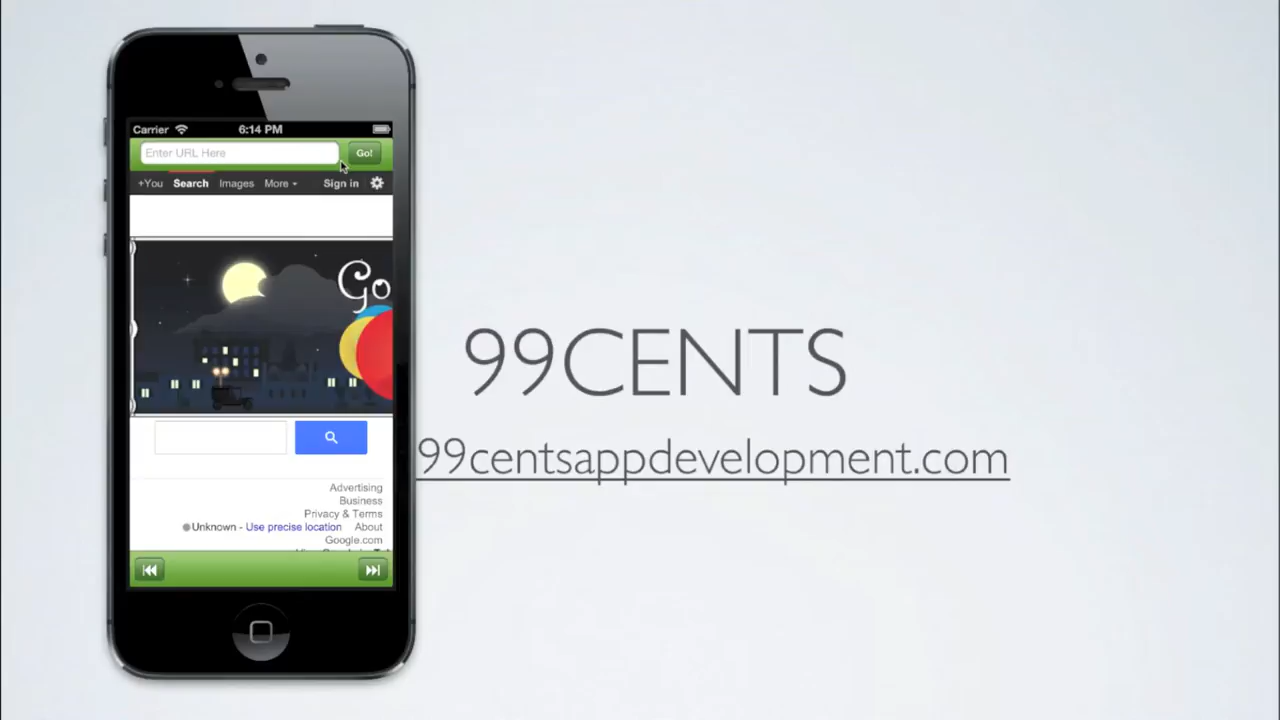 Carrier 6:14 PM
Enter URL Here Go!
+You Search Images More Sign in
Go
Advertising
Business
Privacy & Terms
Unknown - Use precise location About
Google.com
99CENTS
99centsappdevelopment.com